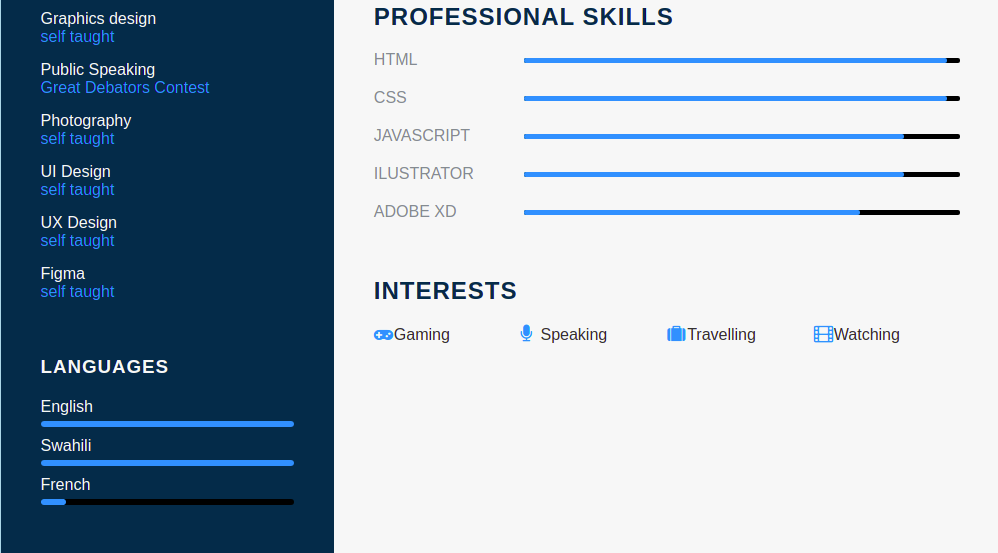 Graphics design
self taught
Public Speaking
Great Debators Contest
Photography
self taught
UI Design
self taught
UX Design
self taught
Figma
self taught
LANGUAGES
English
Swahili
French
PROFESSIONAL SKILLS
HTML
CSS
JAVASCRIPT
ILUSTRATOR
ADOBE XD
INTERESTS
Gaming Speaking Travelling Watching